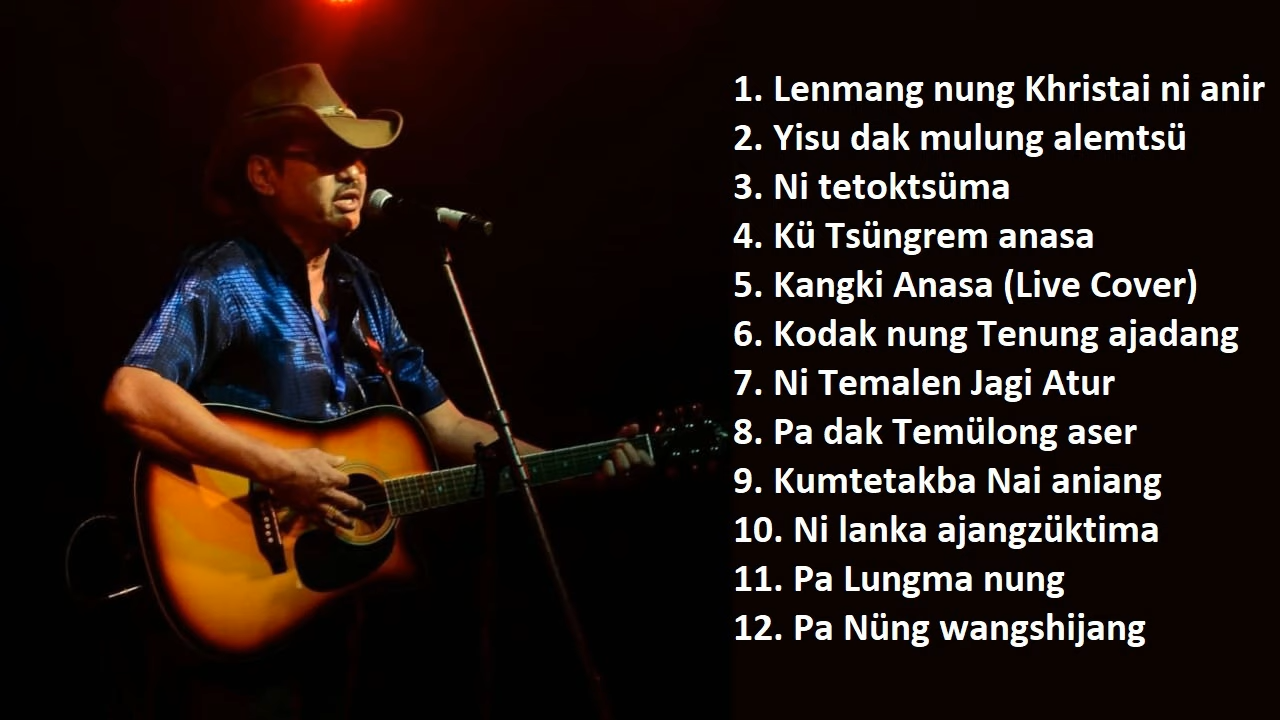 1. Lenmang nung Khristai ni anir
2. Yisu dak mulung alemtsü
3. Ni tetoktsüma
4. Kü Tsüngrem anasa
5. Kangki Anasa (Live Cover)
6. Kodak nung Tenung ajadang
7. Ni Temalen Jagi Atur
8. Pa dak Temülong aser
9. Kumtetakba Nai aniang
10. Ni lanka ajangzüktima
11. Pa Lungma nung
12. Pa Nüng wangshijang